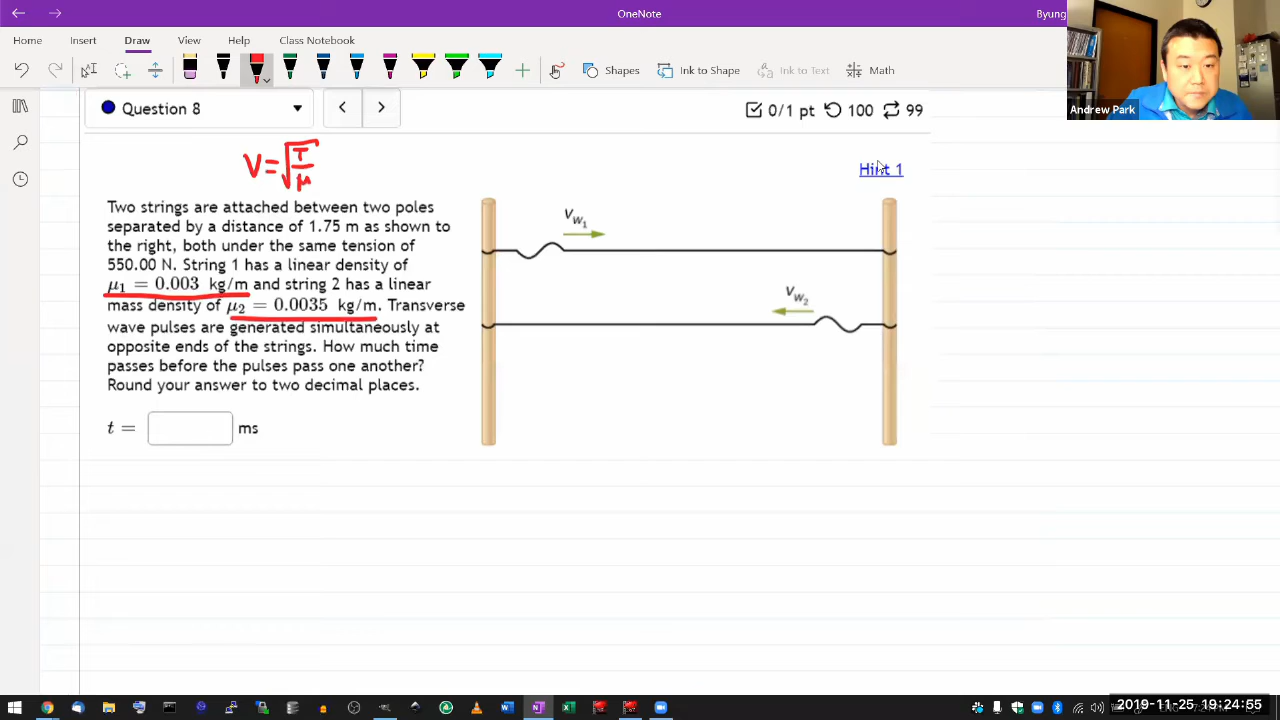 OneNote
Byung
Home Insert Draw View Help Class Notebook
Shapes Ink to Shape Ink to Text Math
Andrew Park
Question 8
0/1 pt 100 99
V=√T/μ
Hint 1
Two strings are attached between two poles
separated by a distance of 1.75 m as shown to
the right, both under the same tension of
550.00 N. String 1 has a linear density of
μ₁ = 0.003 kg/m and string 2 has a linear
mass density of μ₂ = 0.0035 kg/m. Transverse
wave pulses are generated simultaneously at
opposite ends of the strings. How much time
passes before the pulses pass one another?
Round your answer to two decimal places.
t = ms
Vw₁
Vw₂
2019-11-25 19:24:55